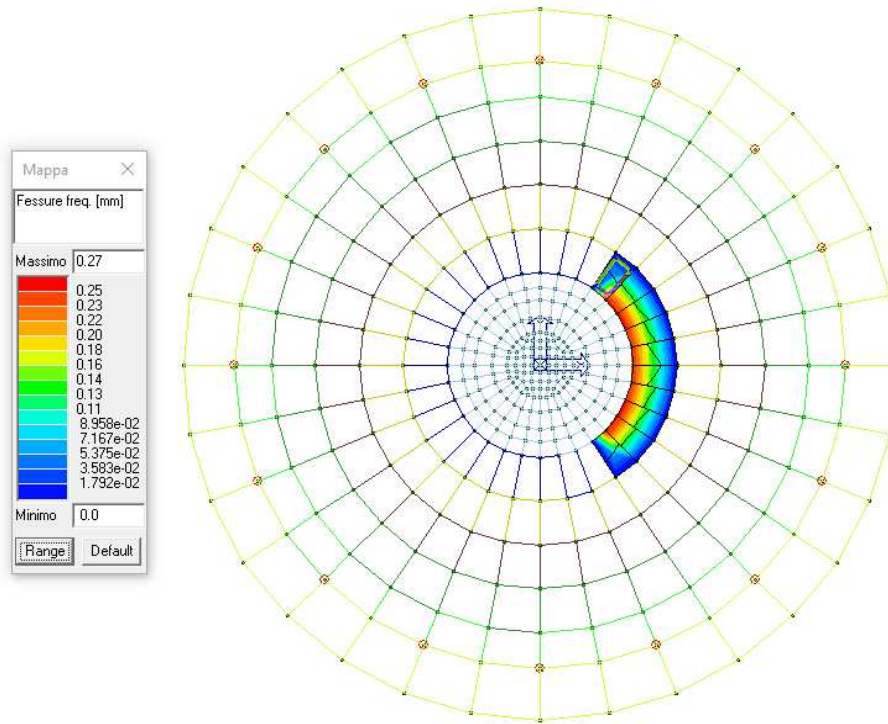 Mappa
Fessure freq. [mm]
Massimo 0.27
0.25
0.23
0.22
0.20
0.18
0.16
0.14
0.13
0.11
8.958e-02
7.167e-02
5.375e-02
3.583e-02
1.792e-02
Minimo 0.0
Range Default